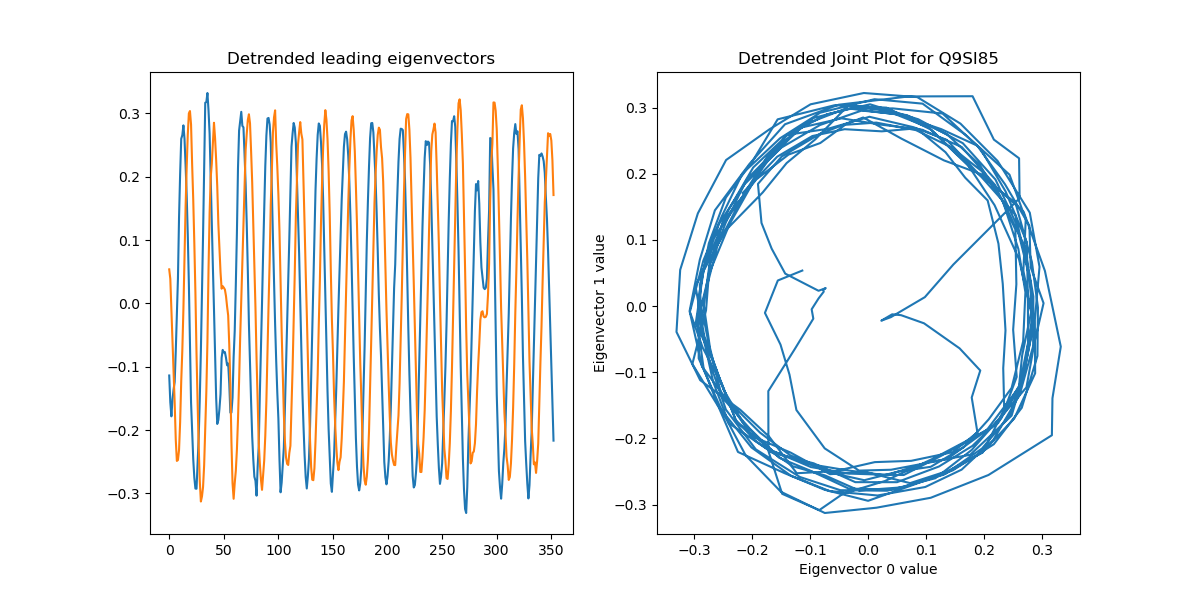 Detrended leading eigenvectors
0.3
0.2
0.1
0.0
−0.1
−0.2
−0.3
0 50 100 150 200 250 300 350
Detrended Joint Plot for Q9SI85
Eigenvector 1 value
0.3
0.2
0.1
0.0
−0.1
−0.2
−0.3
−0.3 −0.2 −0.1 0.0 0.1 0.2 0.3
Eigenvector 0 value